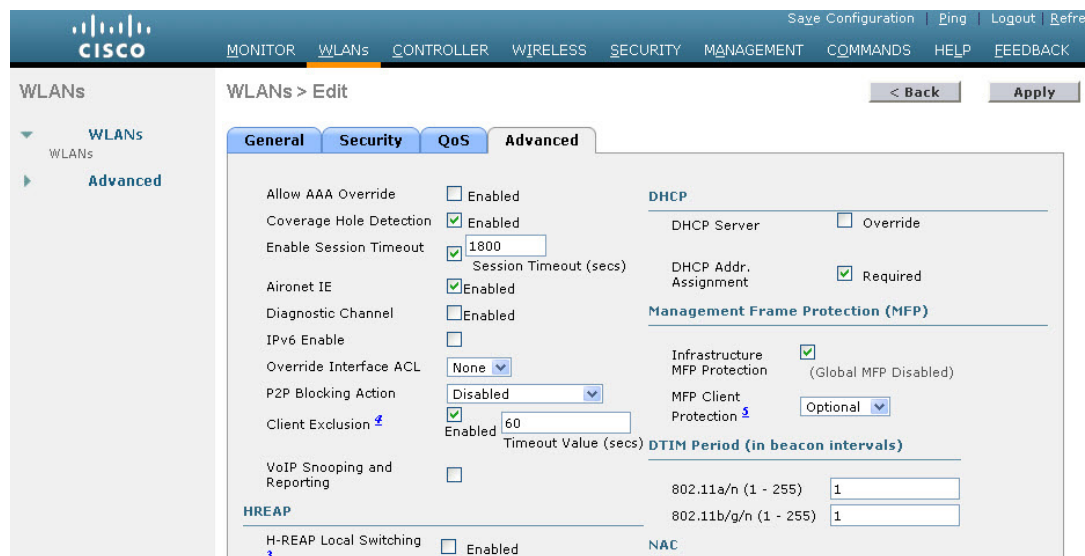 Save Configuration | Ping | Logout | Refre
CISCO
MONITOR WLANs CONTROLLER WIRELESS SECURITY MANAGEMENT COMMANDS HELP FEEDBACK
WLANs
WLANs > Edit
< Back
Apply
WLANs
WLANs
Advanced
General Security QoS Advanced
Allow AAA Override Enabled
Coverage Hole Detection Enabled
Enable Session Timeout 1800
Session Timeout (secs)
Aironet IE Enabled
Diagnostic Channel Enabled
IPv6 Enable
Override Interface ACL None
P2P Blocking Action Disabled
Client Exclusion 4 Enabled 60
Timeout Value (secs)
VoIP Snooping and
Reporting
HREAP
H-REAP Local Switching
3 Enabled
DHCP
DHCP Server Override
DHCP Addr.
Assignment Required
Management Frame Protection (MFP)
Infrastructure
MFP Protection (Global MFP Disabled)
MFP Client
Protection 5 Optional
DTIM Period (in beacon intervals)
802.11a/n (1 - 255) 1
802.11b/g/n (1 - 255) 1
NAC